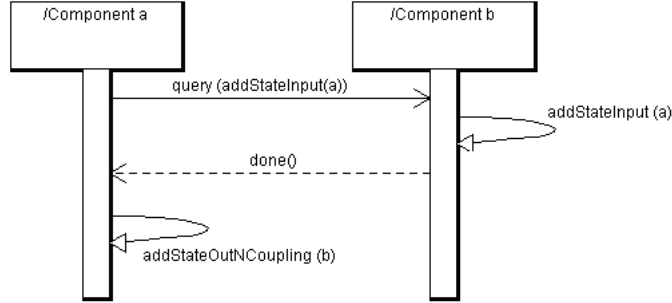 /Component a
/Component b
query (addStateInput(a))
addStateInput (a)
done()
addStateOutNCoupling (b)